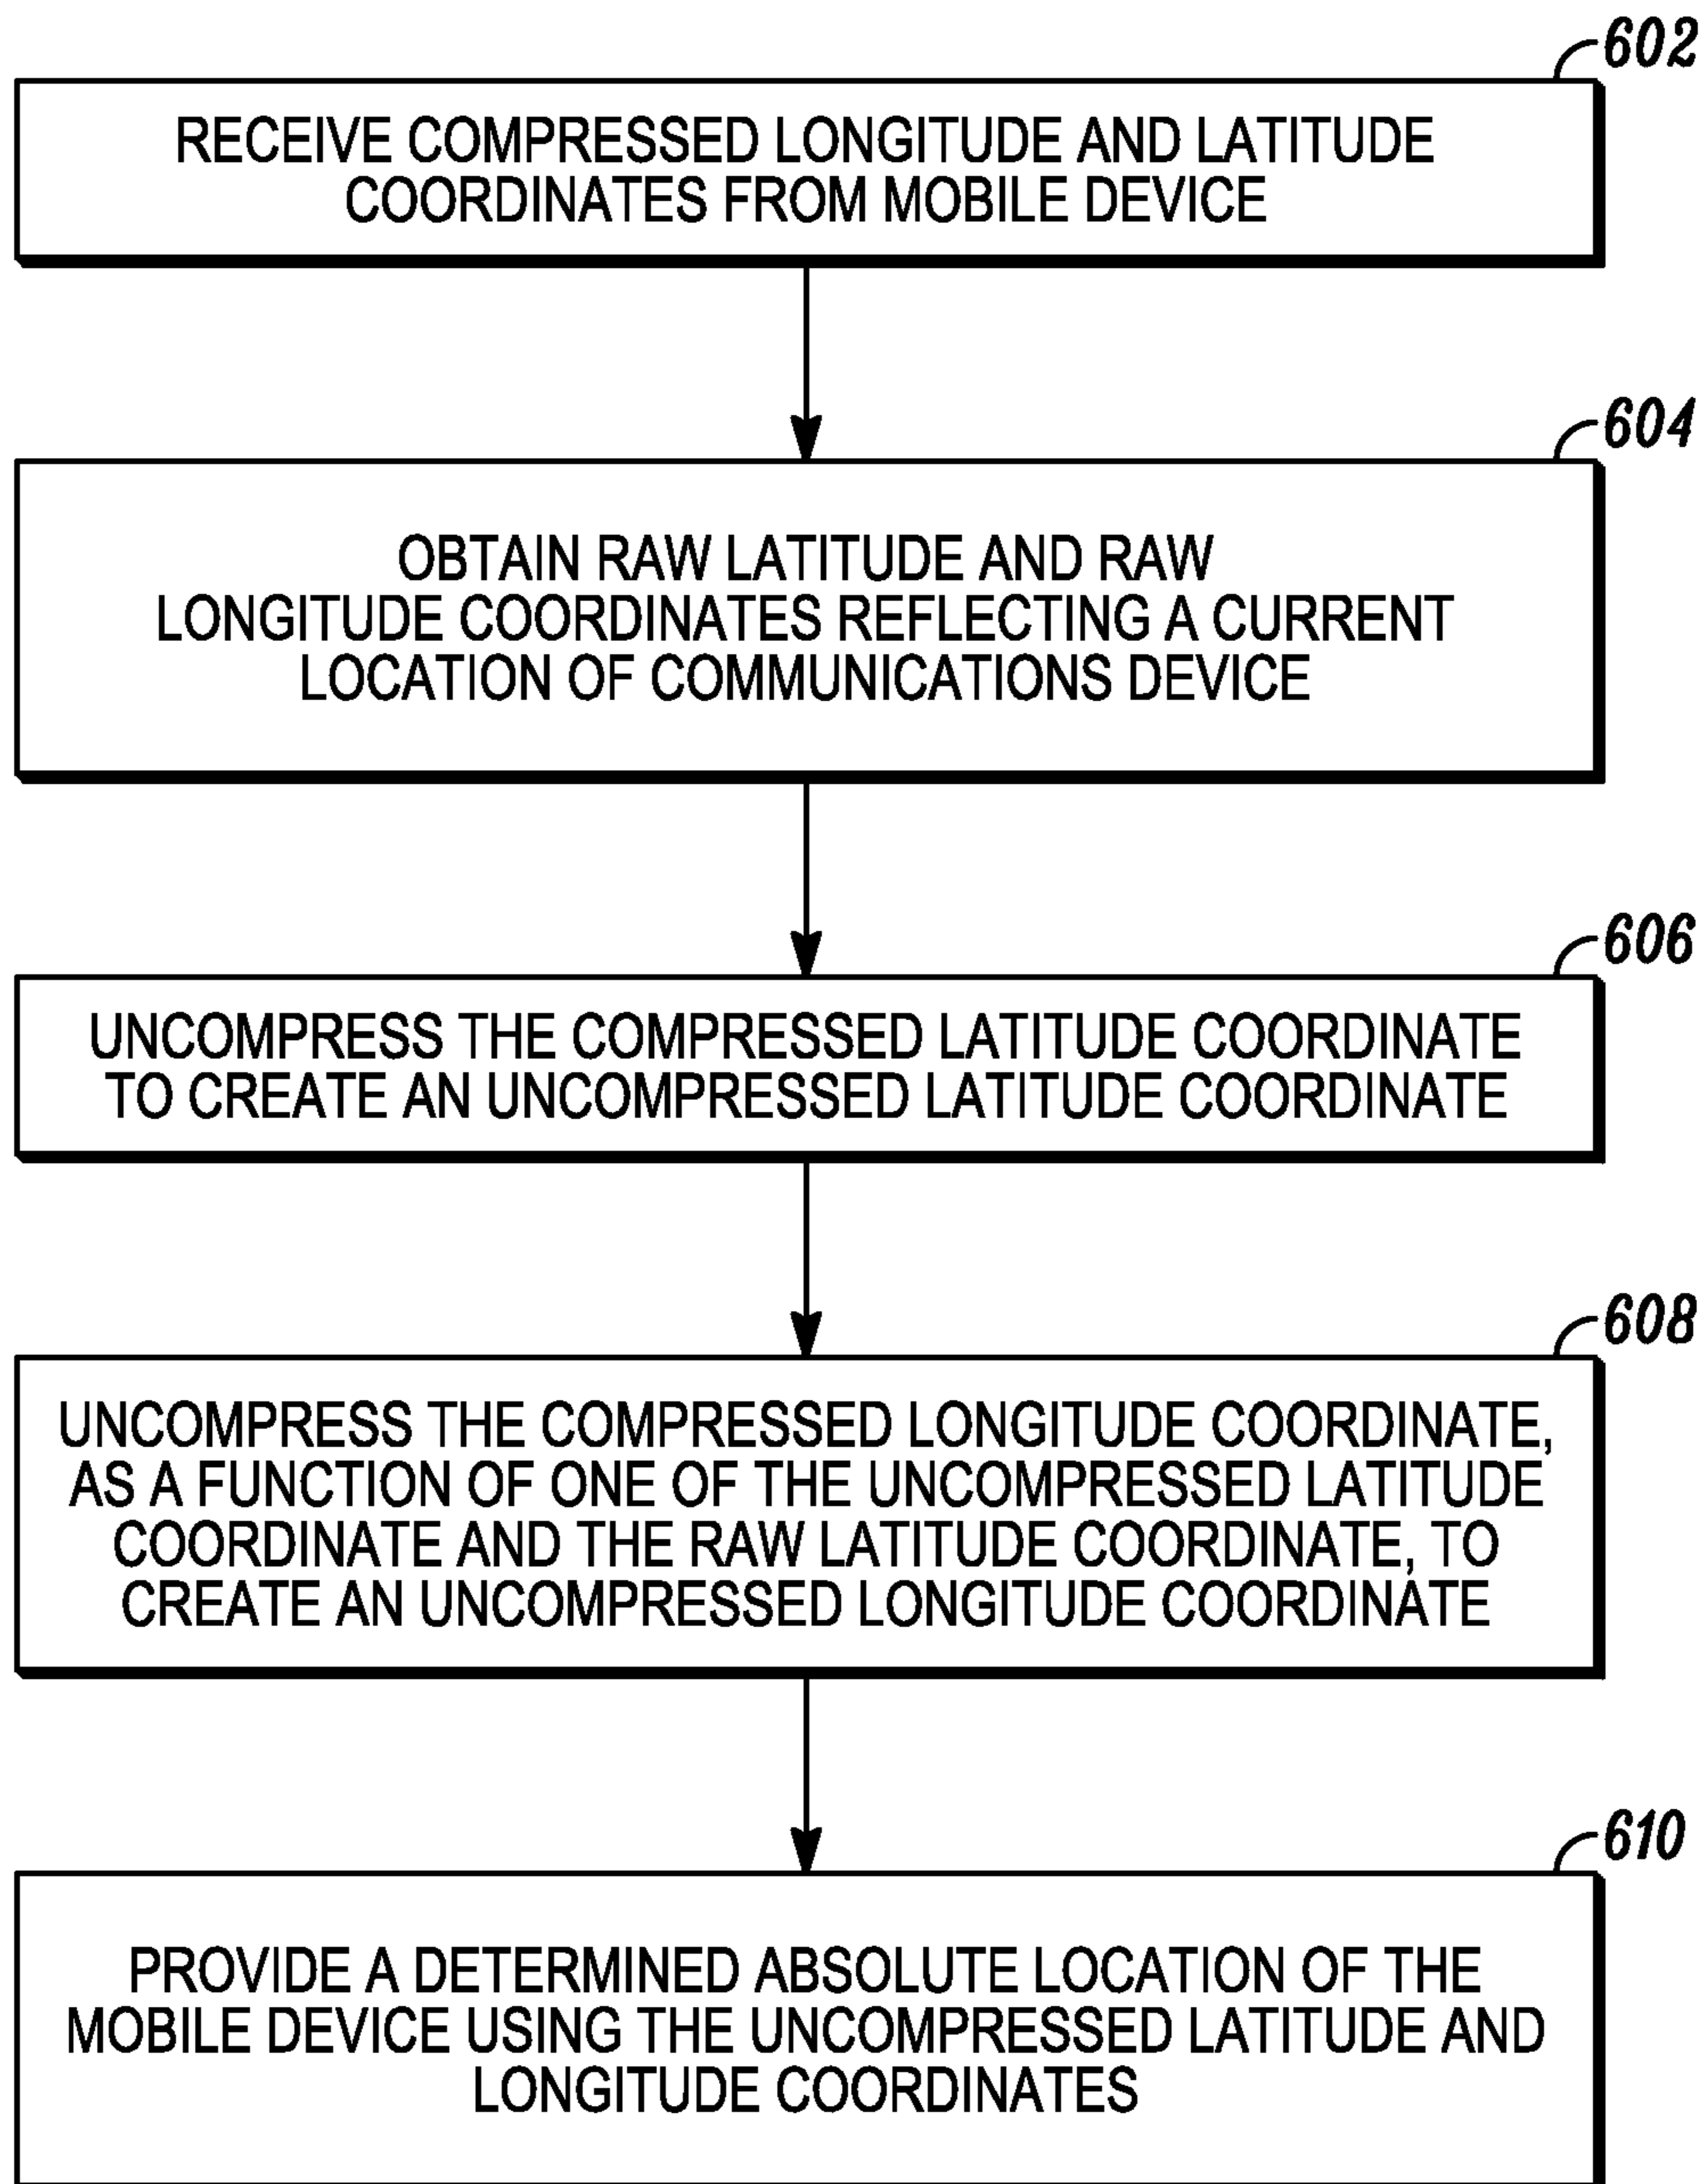 602
RECEIVE COMPRESSED LONGITUDE AND LATITUDE
COORDINATES FROM MOBILE DEVICE
604
OBTAIN RAW LATITUDE AND RAW
LONGITUDE COORDINATES REFLECTING A CURRENT
LOCATION OF COMMUNICATIONS DEVICE
606
UNCOMPRESS THE COMPRESSED LATITUDE COORDINATE
TO CREATE AN UNCOMPRESSED LATITUDE COORDINATE
608
UNCOMPRESS THE COMPRESSED LONGITUDE COORDINATE,
AS A FUNCTION OF ONE OF THE UNCOMPRESSED LATITUDE
COORDINATE AND THE RAW LATITUDE COORDINATE, TO
CREATE AN UNCOMPRESSED LONGITUDE COORDINATE
610
PROVIDE A DETERMINED ABSOLUTE LOCATION OF THE
MOBILE DEVICE USING THE UNCOMPRESSED LATITUDE AND
LONGITUDE COORDINATES